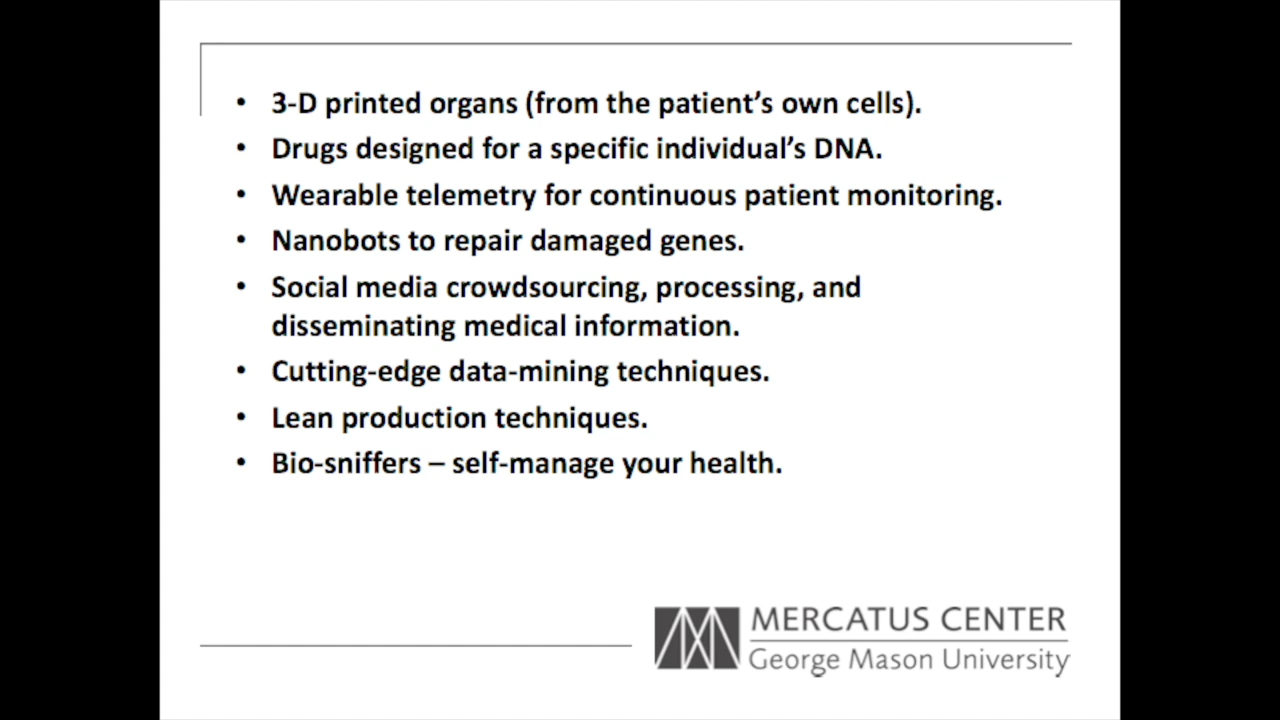 • 3-D printed organs (from the patient’s own cells).
• Drugs designed for a specific individual’s DNA.
• Wearable telemetry for continuous patient monitoring.
• Nanobots to repair damaged genes.
• Social media crowdsourcing, processing, and
disseminating medical information.
• Cutting-edge data-mining techniques.
• Lean production techniques.
• Bio-sniffers – self-manage your health.
MERCATUS CENTER
George Mason University